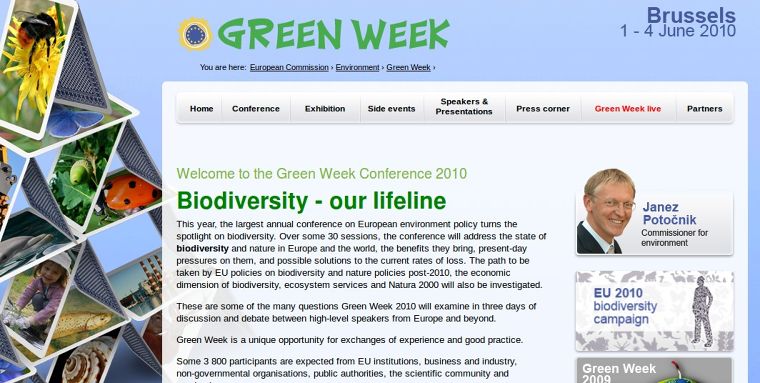 GREEN WEEK
Brussels
1 - 4 June 2010
You are here: European Commission › Environment › Green Week ›
Home
Conference
Exhibition
Side events
Speakers &
Presentations
Press corner
Green Week live
Partners
Welcome to the Green Week Conference 2010
Biodiversity - our lifeline
This year, the largest annual conference on European environment policy turns the
spotlight on biodiversity. Over some 30 sessions, the conference will address the state of
biodiversity and nature in Europe and the world, the benefits they bring, present-day
pressures on them, and possible solutions to the current rates of loss. The path to be
taken by EU policies on biodiversity and nature policies post-2010, the economic
dimension of biodiversity, ecosystem services and Natura 2000 will also be investigated.
These are some of the many questions Green Week 2010 will examine in three days of
discussion and debate between high-level speakers from Europe and beyond.
Green Week is a unique opportunity for exchanges of experience and good practice.
Some 3 800 participants are expected from EU institutions, business and industry,
non-governmental organisations, public authorities, the scientific community and
Janez
Potočnik
Commissioner for
environment
EU 2010
biodiversity
campaign
Green Week
2009